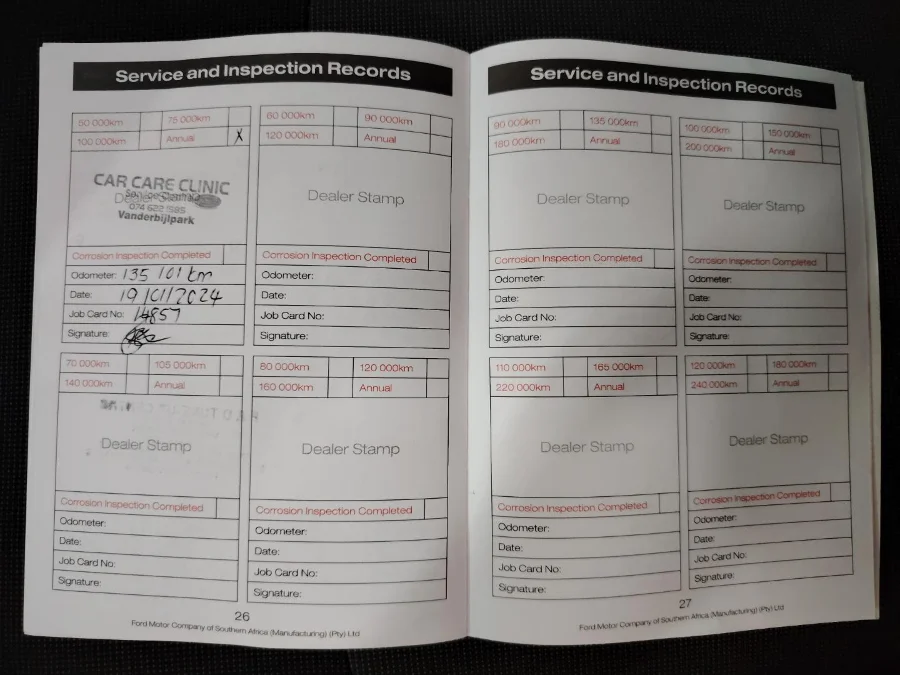 Service and Inspection Records
50 000km 75 000km
100 000km Annual X
CAR CARE CLINIC
Vanderbijlpark
Corrosion Inspection Completed
Odometer: 135 101 km
Date: 19/01/2024
Job Card No: 14857
Signature:
60 000km 90 000km
120 000km Annual
Dealer Stamp
Corrosion Inspection Completed
Odometer:
Date:
Job Card No:
Signature:
70 000km 105 000km
140 000km Annual
Dealer Stamp
Corrosion Inspection Completed
Odometer:
Date:
Job Card No:
Signature:
80 000km 120 000km
160 000km Annual
Dealer Stamp
Corrosion Inspection Completed
Odometer:
Date:
Job Card No:
Signature:
26
Ford Motor Company of Southern Africa (Manufacturing) (Pty) Ltd
Service and Inspection Records
90 000km 135 000km
180 000km Annual
Dealer Stamp
Corrosion Inspection Completed
Odometer:
Date:
Job Card No:
Signature:
100 000km 150 000km
200 000km Annual
Dealer Stamp
Corrosion Inspection Completed
Odometer:
Date:
Job Card No:
Signature:
110 000km 165 000km
220 000km Annual
Dealer Stamp
Corrosion Inspection Completed
Odometer:
Date:
Job Card No:
Signature:
120 000km 180 000km
240 000km Annual
Dealer Stamp
Corrosion Inspection Completed
Odometer:
Date:
Job Card No:
Signature:
27
Ford Motor Company of Southern Africa (Manufacturing) (Pty) Ltd